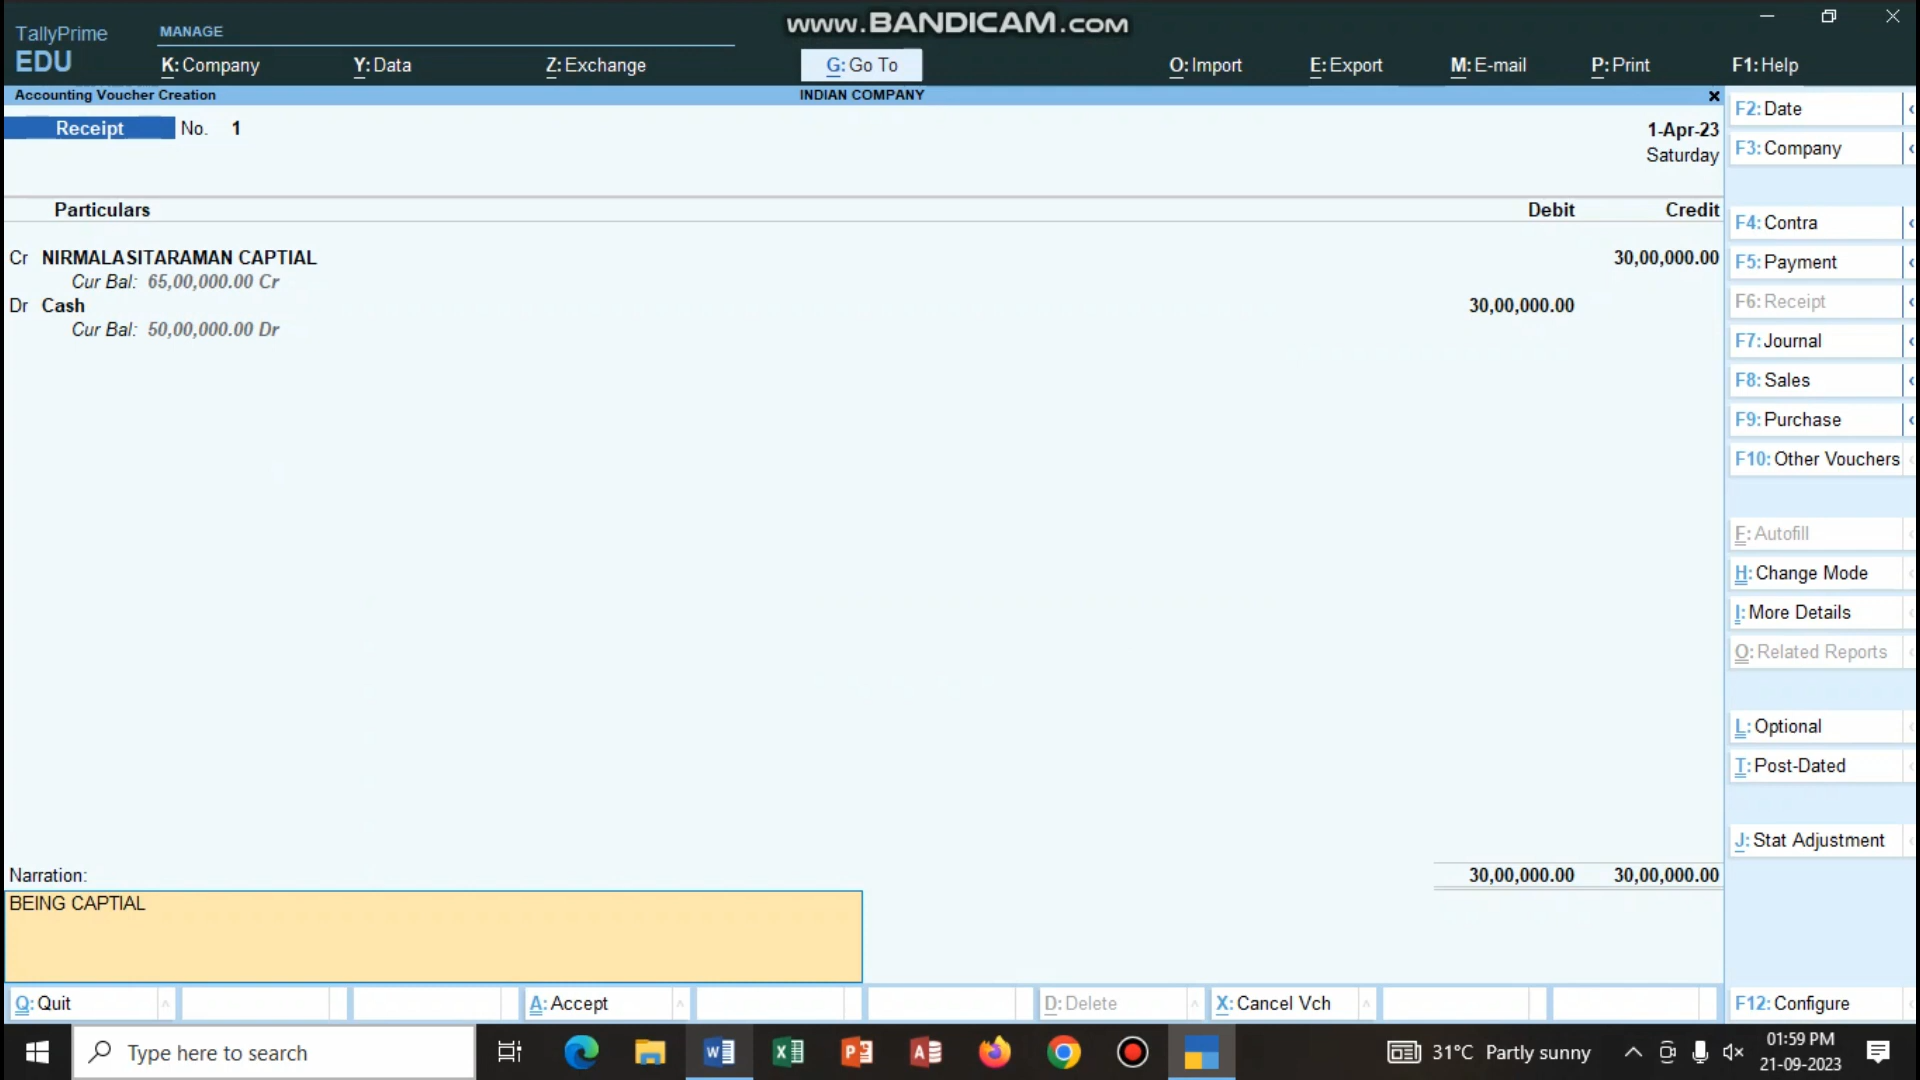 www.BANDICAM.com
TallyPrime
EDU
MANAGE
K: Company Y: Data Z: Exchange G: Go To O: Import E: Export M: E-mail P: Print F1: Help
Accounting Voucher Creation INDIAN COMPANY
Receipt No. 1
1-Apr-23
Saturday
Particulars Debit Credit
Cr NIRMALA SITARAMAN CAPTIAL 30,00,000.00
Cur Bal: 65,00,000.00 Cr
Dr Cash 30,00,000.00
Cur Bal: 50,00,000.00 Dr
Narration: 30,00,000.00 30,00,000.00
BEING CAPTIAL
F2: Date
F3: Company
F4: Contra
F5: Payment
F6: Receipt
F7: Journal
F8: Sales
F9: Purchase
F10: Other Vouchers
F: Autofill
H: Change Mode
I: More Details
O: Related Reports
L: Optional
T: Post-Dated
J: Stat Adjustment
Q: Quit A: Accept D: Delete X: Cancel Vch F12: Configure
Type here to search
31°C Partly sunny
01:59 PM
21-09-2023